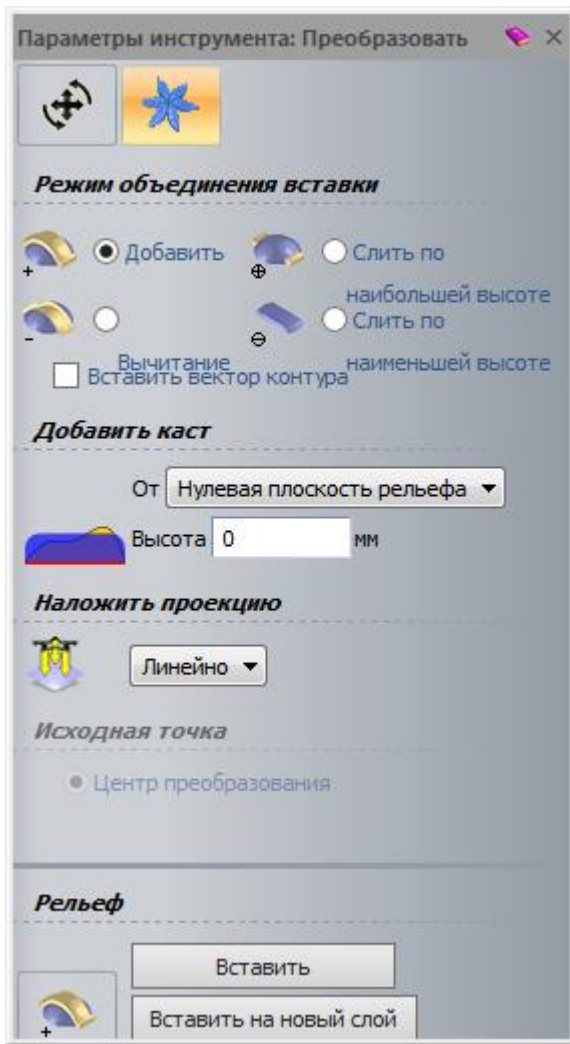 Параметры инструмента: Преобразовать
Режим объединения вставки
Добавить
Слить по
наибольшей высоте
Слить по
Вычитание
наименьшей высоте
Вставить вектор контура
Добавить каст
От Нулевая плоскость рельефа
Высота 0 мм
Наложить проекцию
Линейно
Исходная точка
Центр преобразования
Рельеф
Вставить
Вставить на новый слой